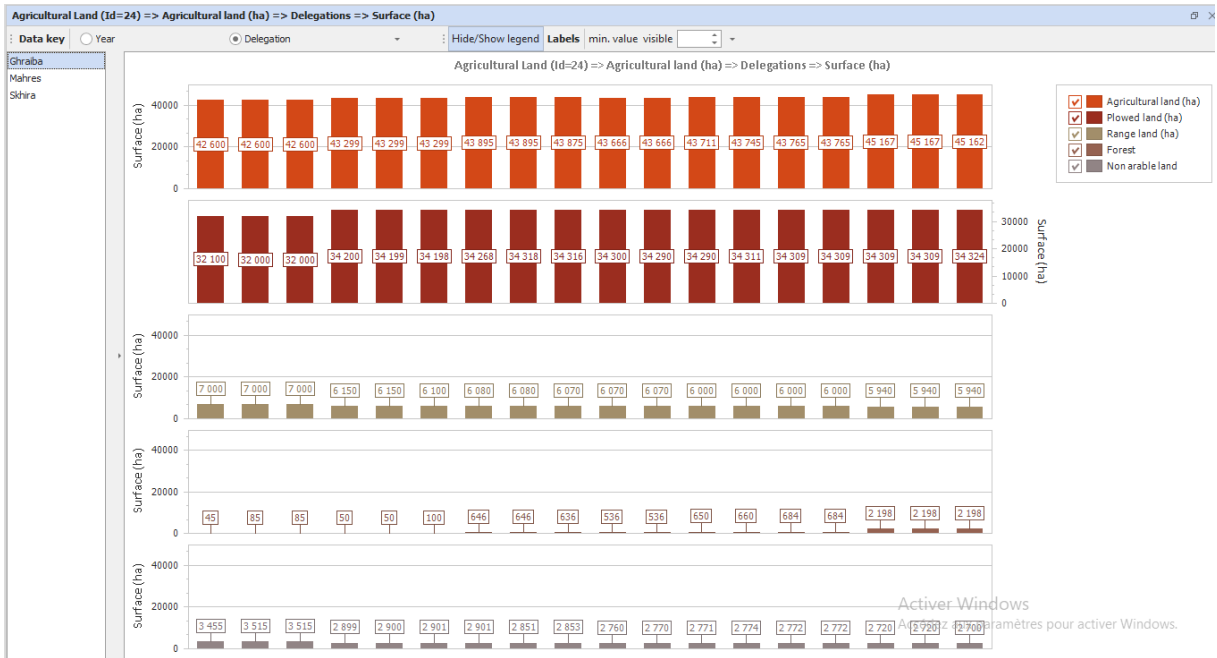 Agricultural Land (Id=24) => Agricultural land (ha) => Delegations => Surface (ha)
Data key Year Delegation Hide/Show legend Labels min. value visible
Ghraiba
Mahres
Skhira
Agricultural Land (Id=24) => Agricultural land (ha) => Delegations => Surface (ha)
Agricultural land (ha)
Plowed land (ha)
Range land (ha)
Forest
Non arable land
Surface (ha)
40000
20000
0
42 600 42 600 42 600 43 299 43 299 43 299 43 895 43 895 43 875 43 666 43 666 43 711 43 745 43 765 43 765 45 167 45 167 45 162
32 100 32 000 32 000 34 200 34 199 34 198 34 268 34 318 34 316 34 300 34 290 34 290 34 311 34 309 34 309 34 309 34 309 34 324
30000
20000
10000
0
Surface (ha)
Surface (ha)
40000
20000
0
7 000 7 000 7 000 6 150 6 150 6 100 6 080 6 080 6 070 6 070 6 070 6 000 6 000 6 000 6 000 5 940 5 940 5 940
Surface (ha)
40000
20000
0
45 85 85 50 50 100 646 646 636 536 536 650 660 684 684 2 198 2 198 2 198
Surface (ha)
40000
20000
0
3 455 3 515 3 515 2 899 2 900 2 901 2 901 2 851 2 853 2 760 2 770 2 771 2 774 2 772 2 772 2 720 2 720 2 700
Activer Windows
paramètres pour activer Windows.